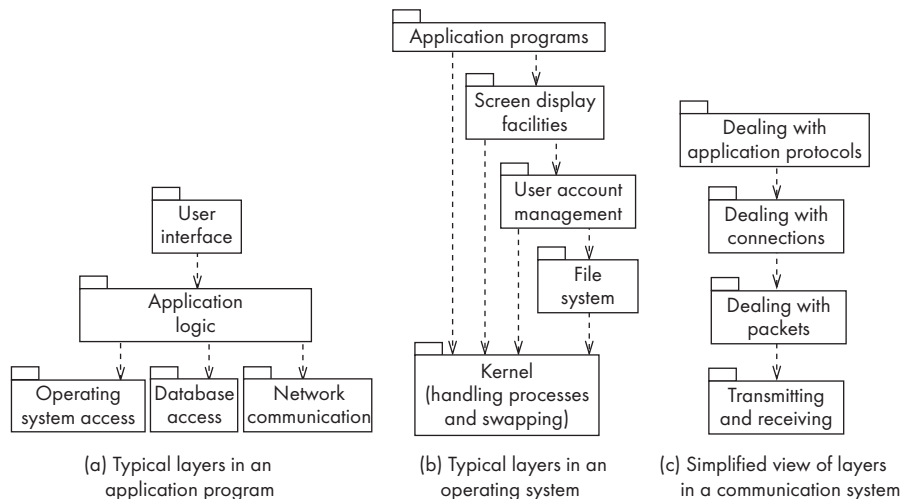 User
interface
Application
logic
Operating
system access
Database
access
Network
communication
(a) Typical layers in an
application program
Application programs
Screen display
facilities
User account
management
File
system
Kernel
(handling processes
and swapping)
(b) Typical layers in an
operating system
Dealing with
application protocols
Dealing with
connections
Dealing with
packets
Transmitting
and receiving
(c) Simplified view of layers
in a communication system